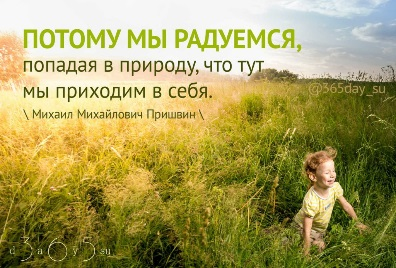 ПОТОМУ МЫ РАДУЕМСЯ,
попадая в природу, что тут
мы приходим в себя.
\ Михаил Михайлович Пришвин \
@365day_su